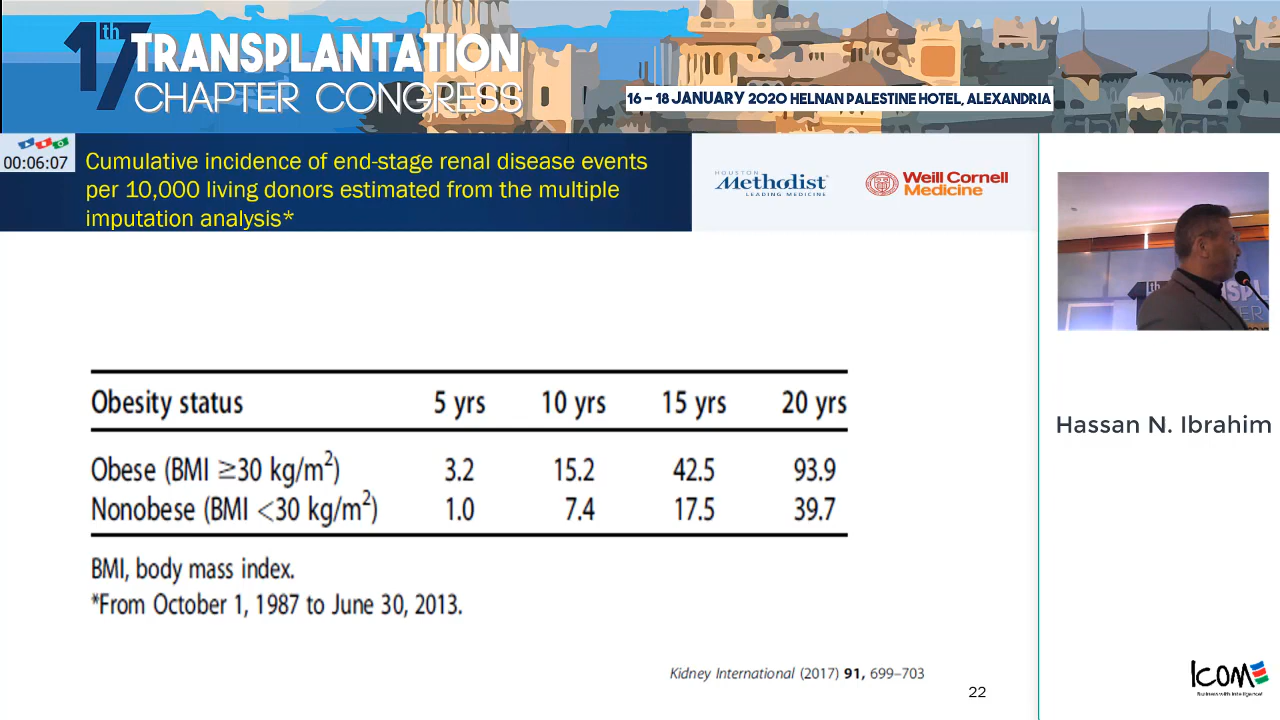 17th TRANSPLANTATION
CHAPTER CONGRESS
16 – 18 JANUARY 2020 HELNAN PALESTINE HOTEL, ALEXANDRIA
00:06:07
Cumulative incidence of end-stage renal disease events
per 10,000 living donors estimated from the multiple
imputation analysis*
HOUSTON
Methodist
LEADING MEDICINE
Weill Cornell
Medicine
Obesity status 5 yrs 10 yrs 15 yrs 20 yrs
Obese (BMI ≥30 kg/m²) 3.2 15.2 42.5 93.9
Nonobese (BMI <30 kg/m²) 1.0 7.4 17.5 39.7
BMI, body mass index.
*From October 1, 1987 to June 30, 2013.
Kidney International (2017) 91, 699–703
22
Hassan N. Ibrahim
ICOM
Business with Intelligence!